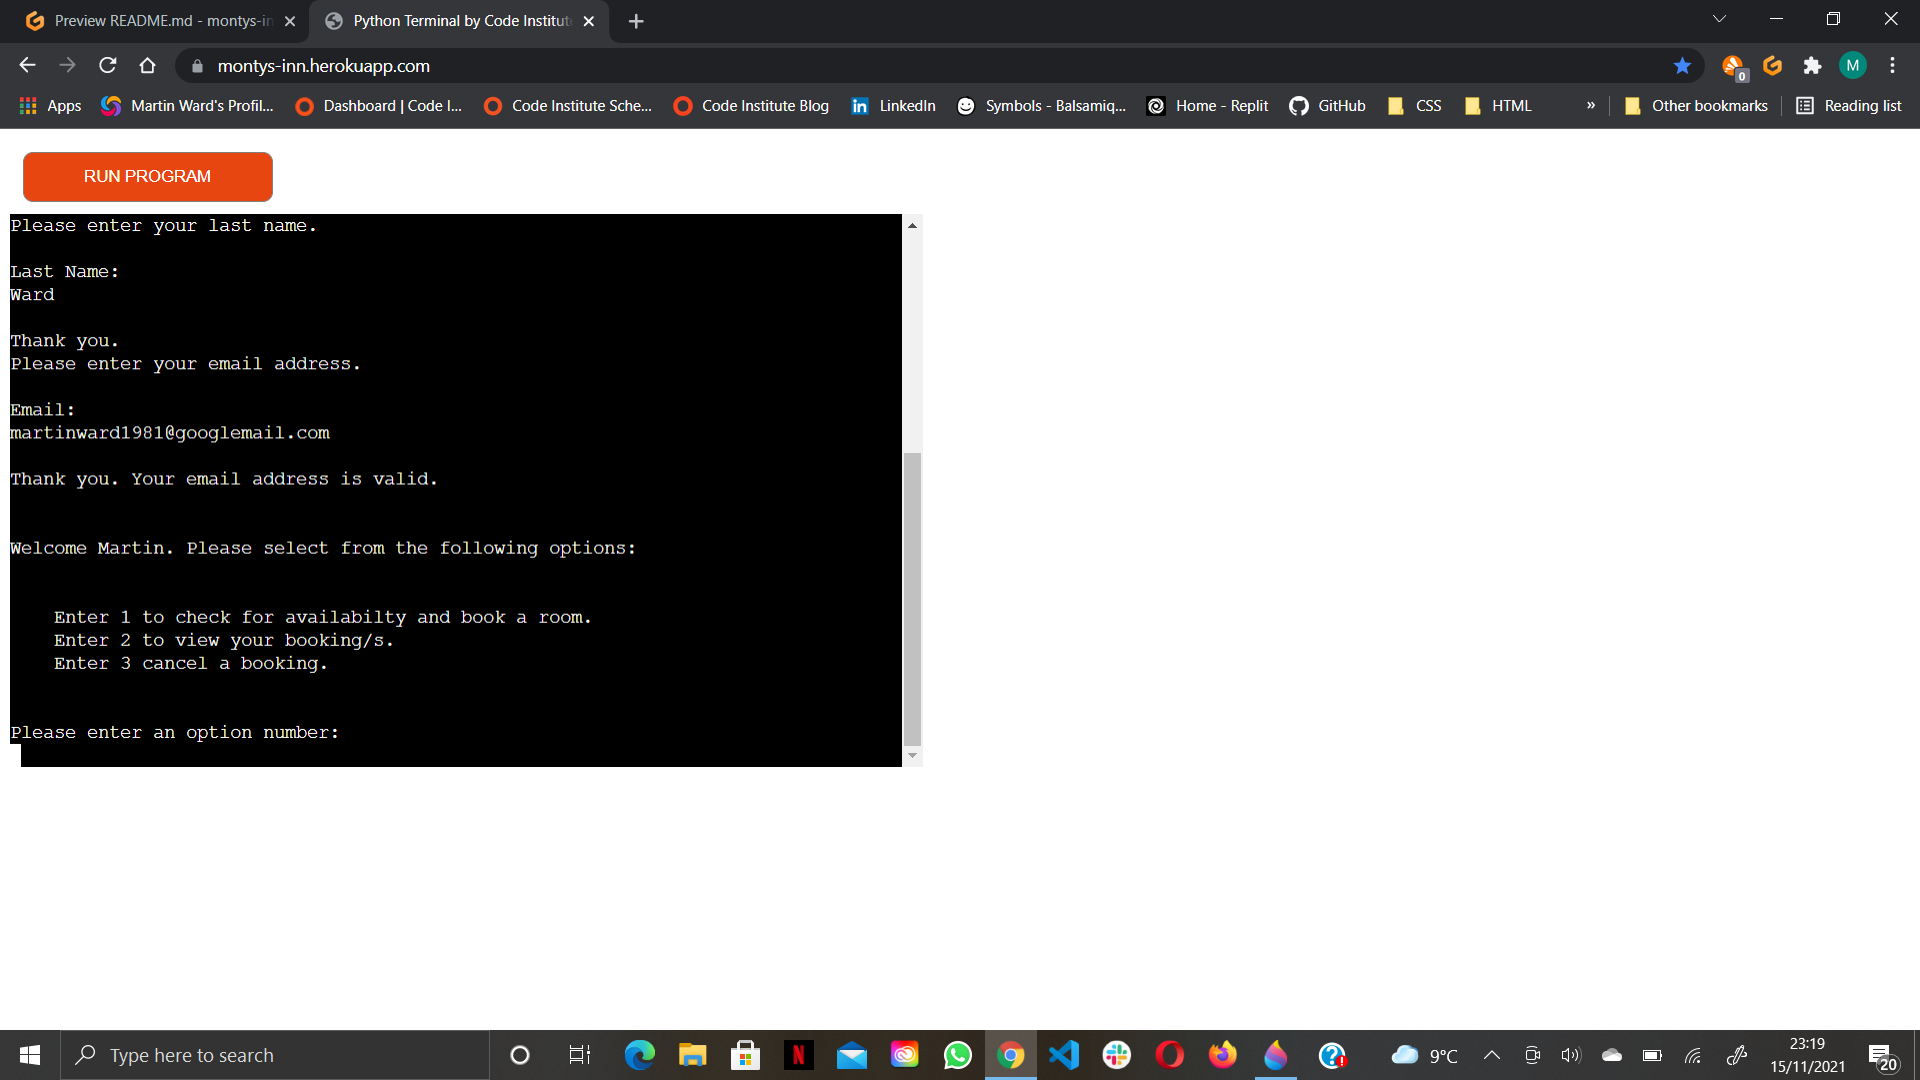 Preview README.md - montys-in
Python Terminal by Code Institut
montys-inn.herokuapp.com
0
M
Apps
Martin Ward's Profil...
Dashboard | Code I...
Code Institute Sche...
Code Institute Blog
LinkedIn
Symbols - Balsamiq...
Home - Replit
GitHub
CSS
HTML
»
Other bookmarks
Reading list
RUN PROGRAM
Please enter your last name.
Last Name:
Ward
Thank you.
Please enter your email address.
Email:
martinward1981@googlemail.com
Thank you. Your email address is valid.
Welcome Martin. Please select from the following options:
Enter 1 to check for availabilty and book a room.
Enter 2 to view your booking/s.
Enter 3 cancel a booking.
Please enter an option number:
Type here to search
9°C
23:19
15/11/2021
20